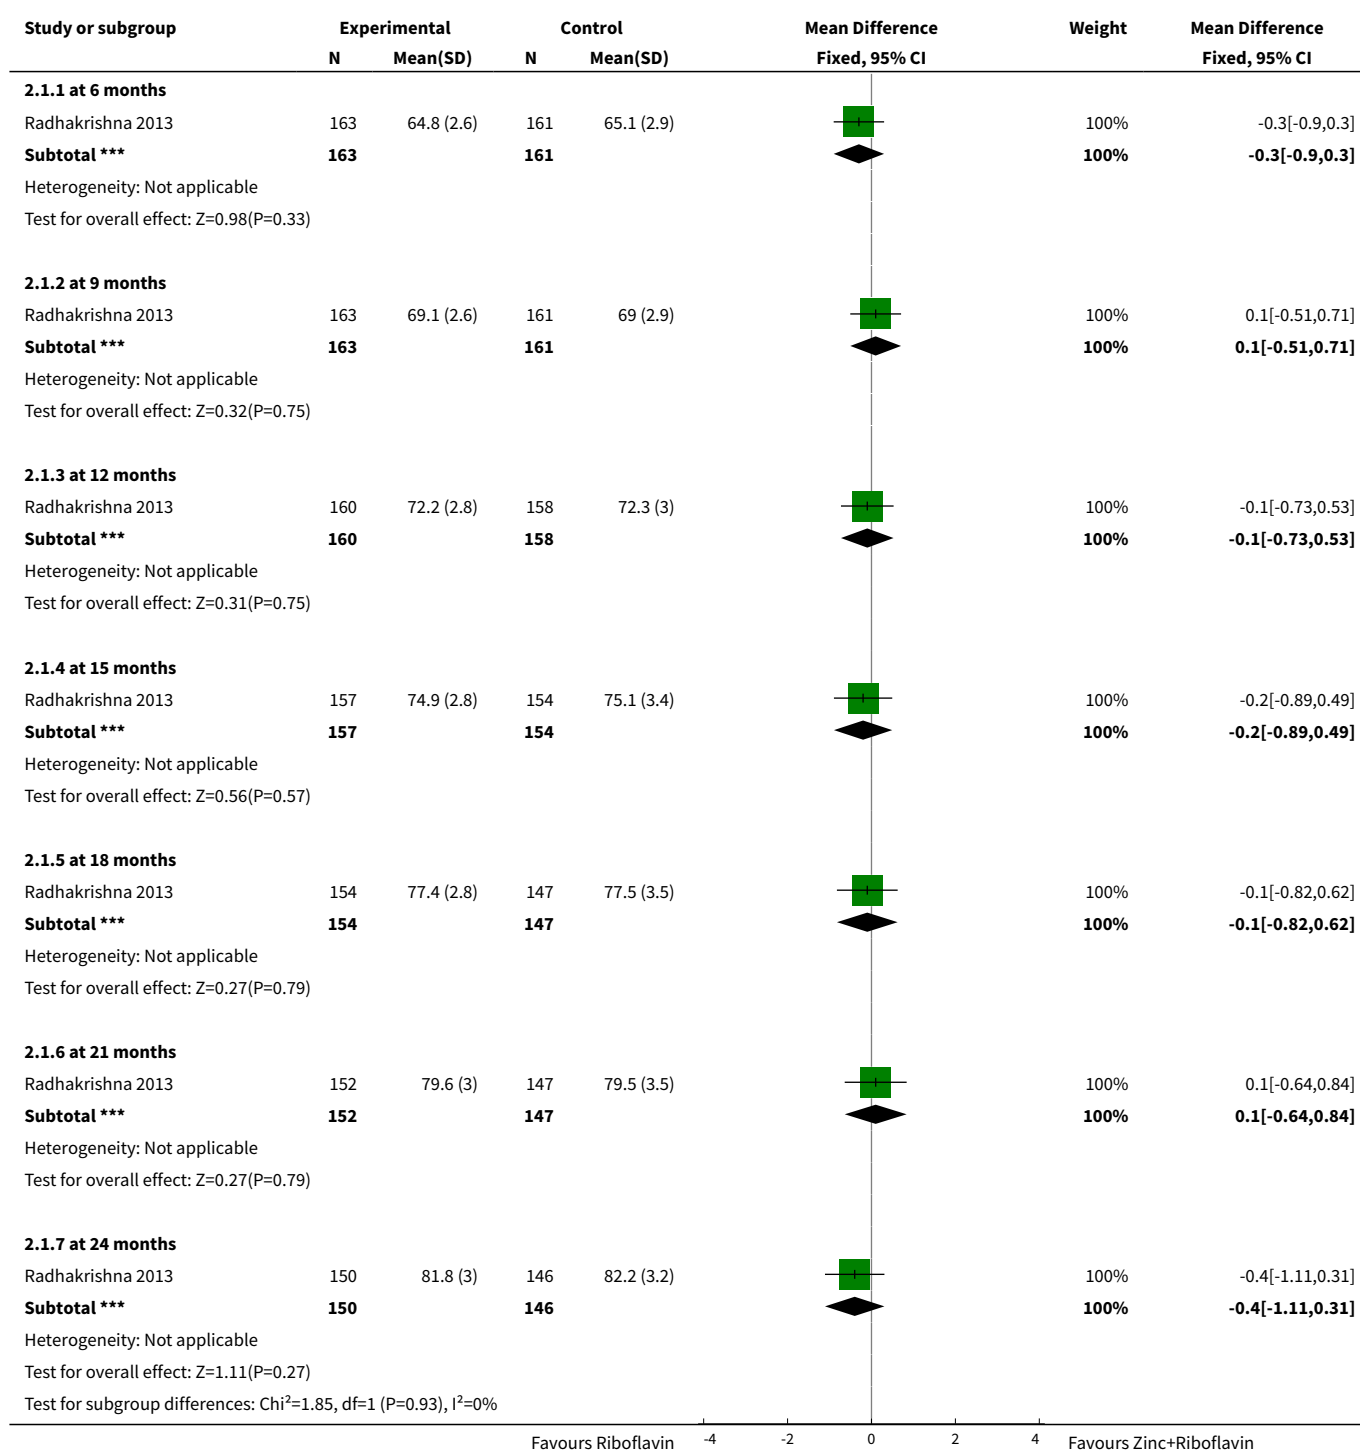 Study or subgroup Experimental Control Mean Difference Weight Mean Difference
N Mean(SD) N Mean(SD) Fixed, 95% CI Fixed, 95% CI
2.1.1 at 6 months
Radhakrishna 2013 163 64.8 (2.6) 161 65.1 (2.9) 100% -0.3[-0.9,0.3]
Subtotal *** 163 161 100% -0.3[-0.9,0.3]
Heterogeneity: Not applicable
Test for overall effect: Z=0.98(P=0.33)
2.1.2 at 9 months
Radhakrishna 2013 163 69.1 (2.6) 161 69 (2.9) 100% 0.1[-0.51,0.71]
Subtotal *** 163 161 100% 0.1[-0.51,0.71]
Heterogeneity: Not applicable
Test for overall effect: Z=0.32(P=0.75)
2.1.3 at 12 months
Radhakrishna 2013 160 72.2 (2.8) 158 72.3 (3) 100% -0.1[-0.73,0.53]
Subtotal *** 160 158 100% -0.1[-0.73,0.53]
Heterogeneity: Not applicable
Test for overall effect: Z=0.31(P=0.75)
2.1.4 at 15 months
Radhakrishna 2013 157 74.9 (2.8) 154 75.1 (3.4) 100% -0.2[-0.89,0.49]
Subtotal *** 157 154 100% -0.2[-0.89,0.49]
Heterogeneity: Not applicable
Test for overall effect: Z=0.56(P=0.57)
2.1.5 at 18 months
Radhakrishna 2013 154 77.4 (2.8) 147 77.5 (3.5) 100% -0.1[-0.82,0.62]
Subtotal *** 154 147 100% -0.1[-0.82,0.62]
Heterogeneity: Not applicable
Test for overall effect: Z=0.27(P=0.79)
2.1.6 at 21 months
Radhakrishna 2013 152 79.6 (3) 147 79.5 (3.5) 100% 0.1[-0.64,0.84]
Subtotal *** 152 147 100% 0.1[-0.64,0.84]
Heterogeneity: Not applicable
Test for overall effect: Z=0.27(P=0.79)
2.1.7 at 24 months
Radhakrishna 2013 150 81.8 (3) 146 82.2 (3.2) 100% -0.4[-1.11,0.31]
Subtotal *** 150 146 100% -0.4[-1.11,0.31]
Heterogeneity: Not applicable
Test for overall effect: Z=1.11(P=0.27)
Test for subgroup differences: Chi²=1.85, df=1 (P=0.93), I²=0%
Favours Riboflavin -4 -2 0 2 4 Favours Zinc+Riboflavin